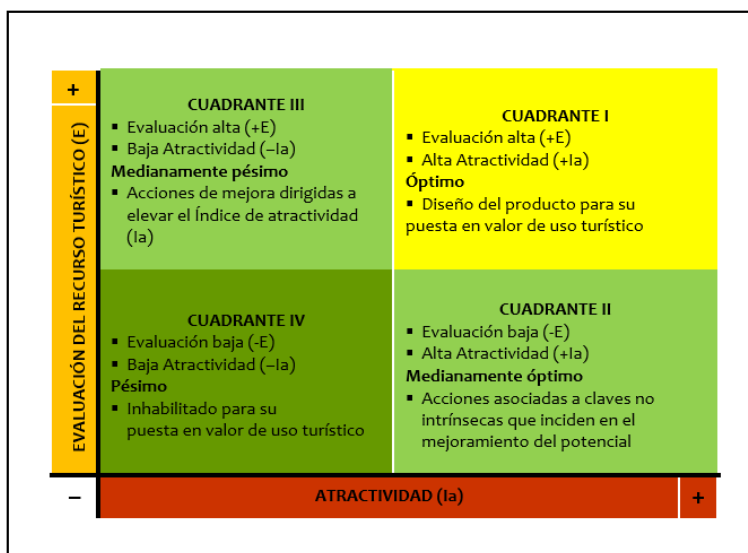 +
EVALUACIÓN DEL RECURSO TURÍSTICO (E)
CUADRANTE III
▪ Evaluación alta (+E)
▪ Baja Atractividad (–Ia)
Medianamente pésimo
▪ Acciones de mejora dirigidas a
elevar el Índice de atractividad
(Ia)
CUADRANTE I
▪ Evaluación alta (+E)
▪ Alta Atractividad (+Ia)
Óptimo
▪ Diseño del producto para su
puesta en valor de uso turístico
CUADRANTE IV
▪ Evaluación baja (-E)
▪ Baja Atractividad (–Ia)
Pésimo
▪ Inhabilitado para su
puesta en valor de uso turístico
CUADRANTE II
▪ Evaluación baja (-E)
▪ Alta Atractividad (+Ia)
Medianamente óptimo
▪ Acciones asociadas a claves no
intrínsecas que inciden en el
mejoramiento del potencial
–
ATRACTIVIDAD (Ia)
+